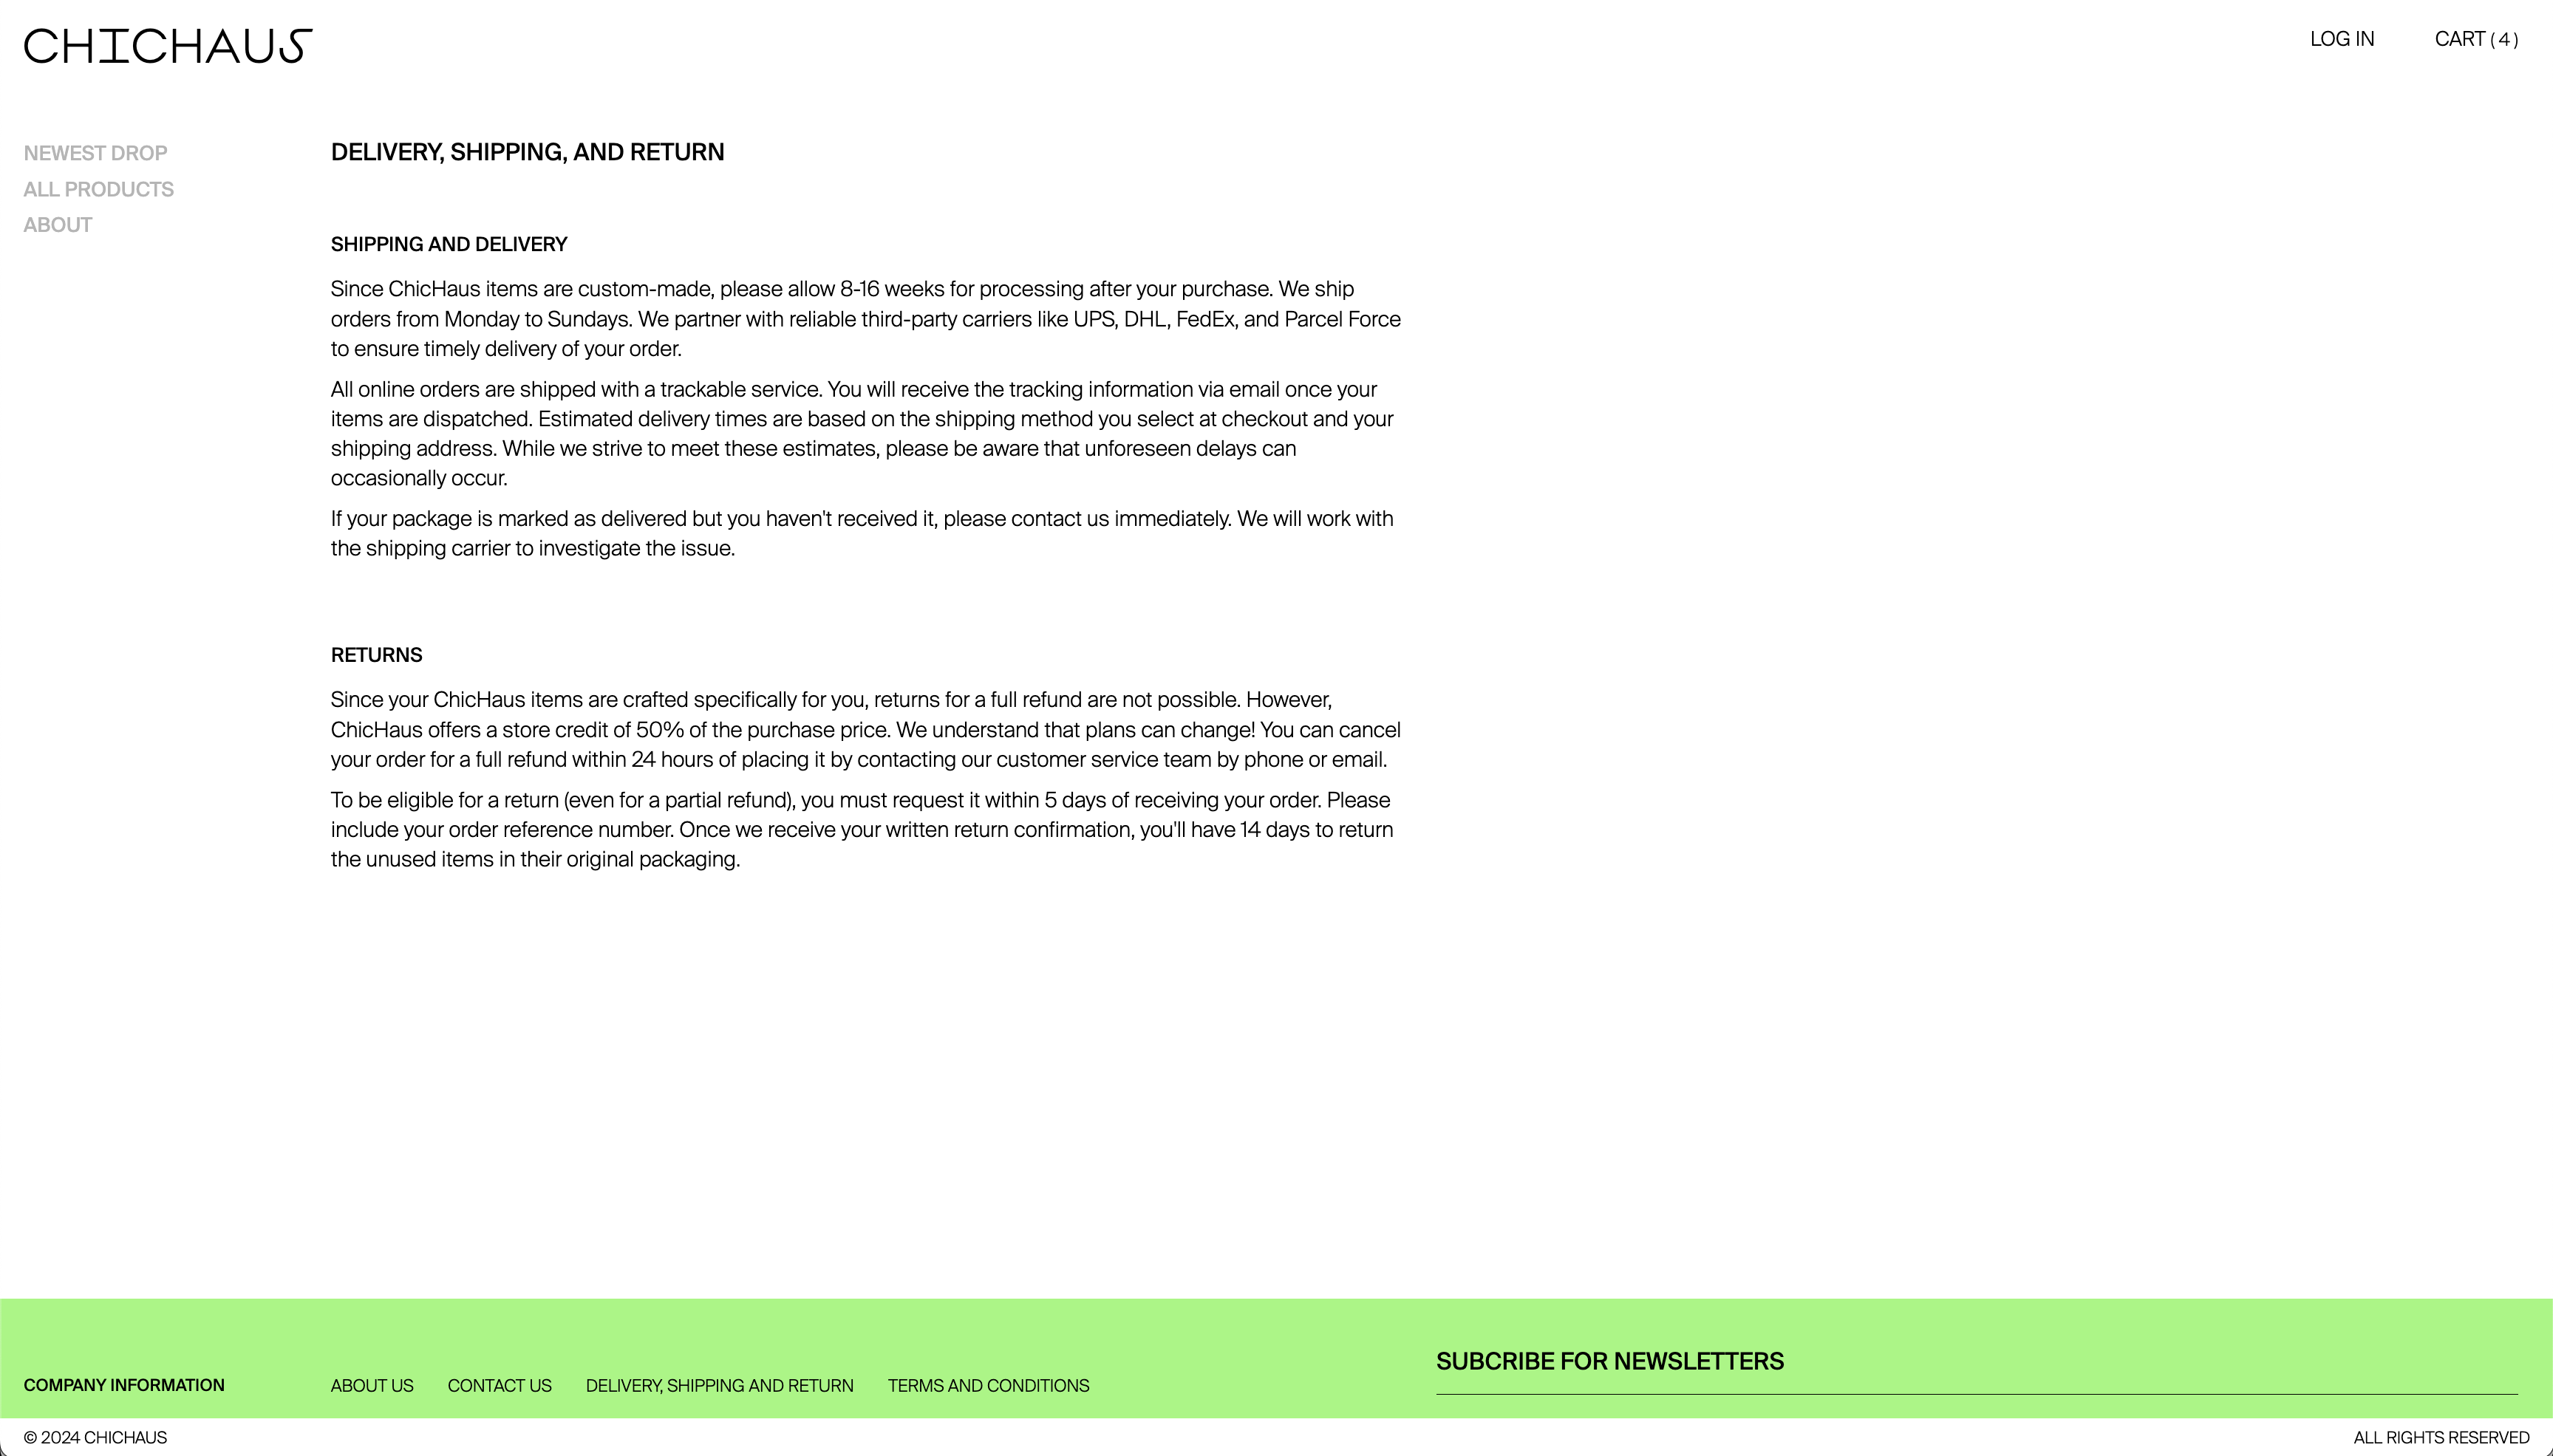 CHICHAUS
LOG IN
CART ( 4 )
NEWEST DROP
ALL PRODUCTS
ABOUT
DELIVERY, SHIPPING, AND RETURN
SHIPPING AND DELIVERY
Since ChicHaus items are custom-made, please allow 8-16 weeks for processing after your purchase. We ship
orders from Monday to Sundays. We partner with reliable third-party carriers like UPS, DHL, FedEx, and Parcel Force
to ensure timely delivery of your order.
All online orders are shipped with a trackable service. You will receive the tracking information via email once your
items are dispatched. Estimated delivery times are based on the shipping method you select at checkout and your
shipping address. While we strive to meet these estimates, please be aware that unforeseen delays can
occasionally occur.
If your package is marked as delivered but you haven't received it, please contact us immediately. We will work with
the shipping carrier to investigate the issue.
RETURNS
Since your ChicHaus items are crafted specifically for you, returns for a full refund are not possible. However,
ChicHaus offers a store credit of 50% of the purchase price. We understand that plans can change! You can cancel
your order for a full refund within 24 hours of placing it by contacting our customer service team by phone or email.
To be eligible for a return (even for a partial refund), you must request it within 5 days of receiving your order. Please
include your order reference number. Once we receive your written return confirmation, you'll have 14 days to return
the unused items in their original packaging.
COMPANY INFORMATION
ABOUT US
CONTACT US
DELIVERY, SHIPPING AND RETURN
TERMS AND CONDITIONS
SUBCRIBE FOR NEWSLETTERS
© 2024 CHICHAUS
ALL RIGHTS RESERVED